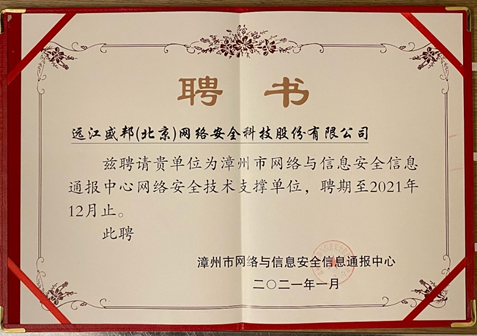 聘书
远江盛邦(北京)网络安全科技股份有限公司
兹聘请贵单位为漳州市网络与信息安全信息
通报中心网络安全技术支撑单位，聘期至2021年
12月止。
此聘
漳州市网络与信息安全信息通报中心
二〇二一年一月